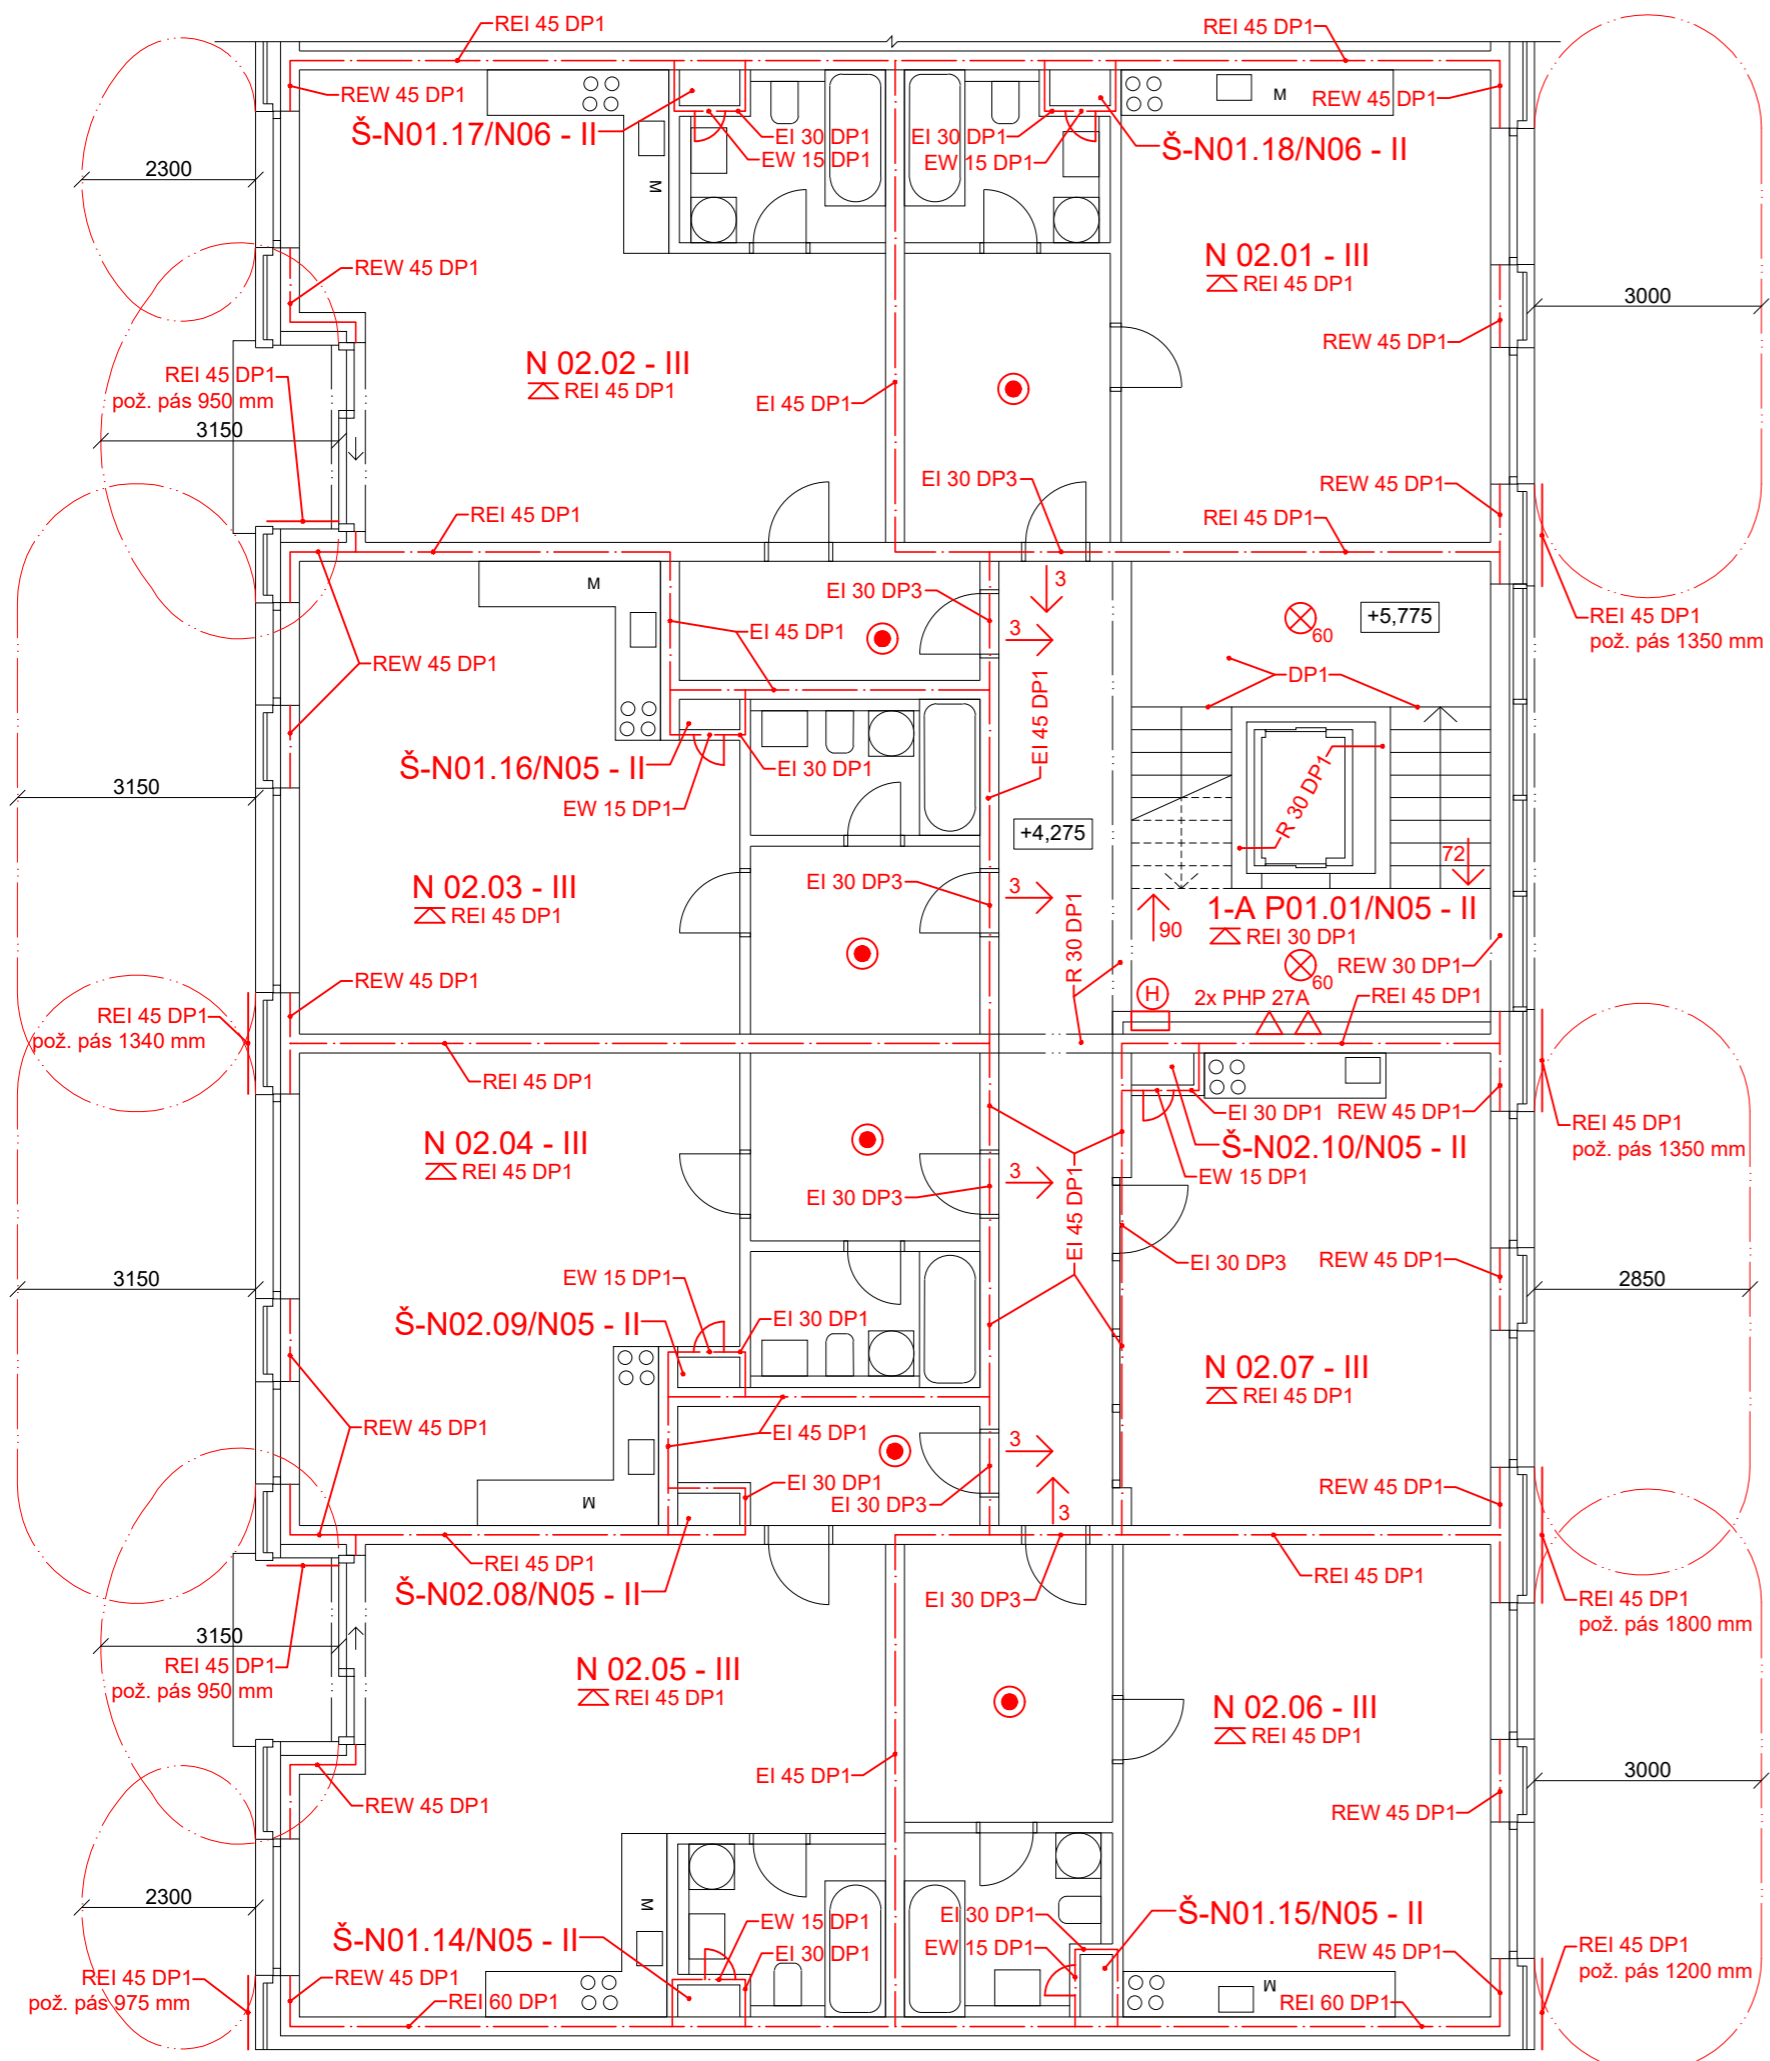 REI 45 DP1
REI 45 DP1
REW 45 DP1
M
REW 45 DP1
Š-N01.17/N06 - II
EI 30 DP1
EW 15 DP1
EI 30 DP1
EW 15 DP1
Š-N01.18/N06 - II
2300
M
REW 45 DP1
N 02.01 - III
REI 45 DP1
3000
REW 45 DP1
N 02.02 - III
REI 45 DP1
REI 45 DP1
pož. pás 950 mm
EI 45 DP1
3150
EI 30 DP3
REW 45 DP1
REI 45 DP1
REI 45 DP1
M
EI 30 DP3
3
3
EI 45 DP1
60
+5,775
REI 45 DP1
pož. pás 1350 mm
REW 45 DP1
DP1
EI 45 DP1
Š-N01.16/N05 - II
EI 30 DP1
EW 15 DP1
R 30 DP1
3150
+4,275
72
N 02.03 - III
REI 45 DP1
EI 30 DP3
3
1-A P01.01/N05 - II
REI 30 DP1
90
R 30 DP1
REW 30 DP1
60
REW 45 DP1
H
2x PHP 27A
REI 45 DP1
REI 45 DP1
pož. pás 1340 mm
REI 45 DP1
EI 30 DP1
REW 45 DP1
REI 45 DP1
pož. pás 1350 mm
N 02.04 - III
REI 45 DP1
Š-N02.10/N05 - II
EW 15 DP1
EI 30 DP3
3
EI 45 DP1
EI 30 DP3
REW 45 DP1
3150
EW 15 DP1
2850
Š-N02.09/N05 - II
EI 30 DP1
N 02.07 - III
REI 45 DP1
REW 45 DP1
EI 45 DP1
3
EI 30 DP1
REW 45 DP1
M
EI 30 DP3
3
REI 45 DP1
Š-N02.08/N05 - II
EI 30 DP3
REI 45 DP1
REI 45 DP1
pož. pás 1800 mm
3150
REI 45 DP1
pož. pás 950 mm
N 02.05 - III
REI 45 DP1
N 02.06 - III
REI 45 DP1
EI 45 DP1
3000
REW 45 DP1
REW 45 DP1
2300
M
Š-N01.14/N05 - II
EW 15 DP1
EI 30 DP1
EI 30 DP1
EW 15 DP1
Š-N01.15/N05 - II
REW 45 DP1
REI 45 DP1
pož. pás 1200 mm
REI 45 DP1
pož. pás 975 mm
REW 45 DP1
REI 60 DP1
M
REI 60 DP1